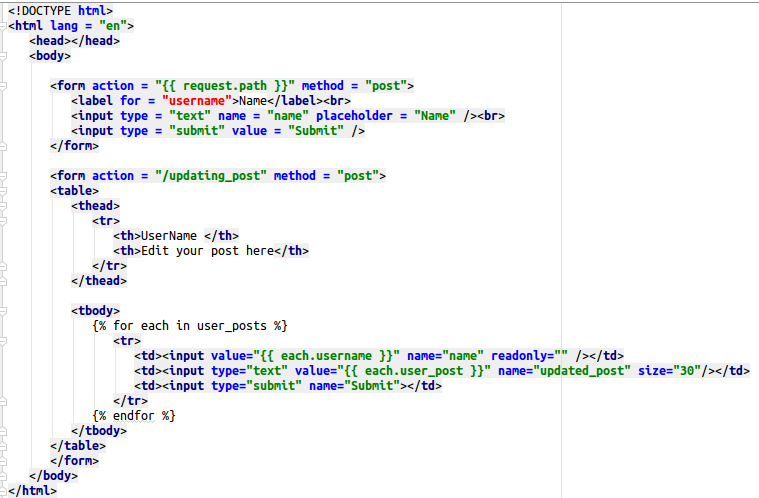 <!DOCTYPE html>
<html lang = "en">
<head></head>
<body>
<form action = "{{ request.path }}" method = "post">
<label for = "username">Name</label><br>
<input type = "text" name = "name" placeholder = "Name" /><br>
<input type = "submit" value = "Submit" />
</form>
<form action = "/updating_post" method = "post">
<table>
<thead>
<tr>
<th>UserName </th>
<th>Edit your post here</th>
</tr>
</thead>
<tbody>
{% for each in user_posts %}
<tr>
<td><input value="{{ each.username }}" name="name" readonly="" /></td>
<td><input type="text" value="{{ each.user_post }}" name="updated_post" size="30"/></td>
<td><input type="submit" name="Submit"></td>
</tr>
{% endfor %}
</tbody>
</table>
</form>
</body>
</html>